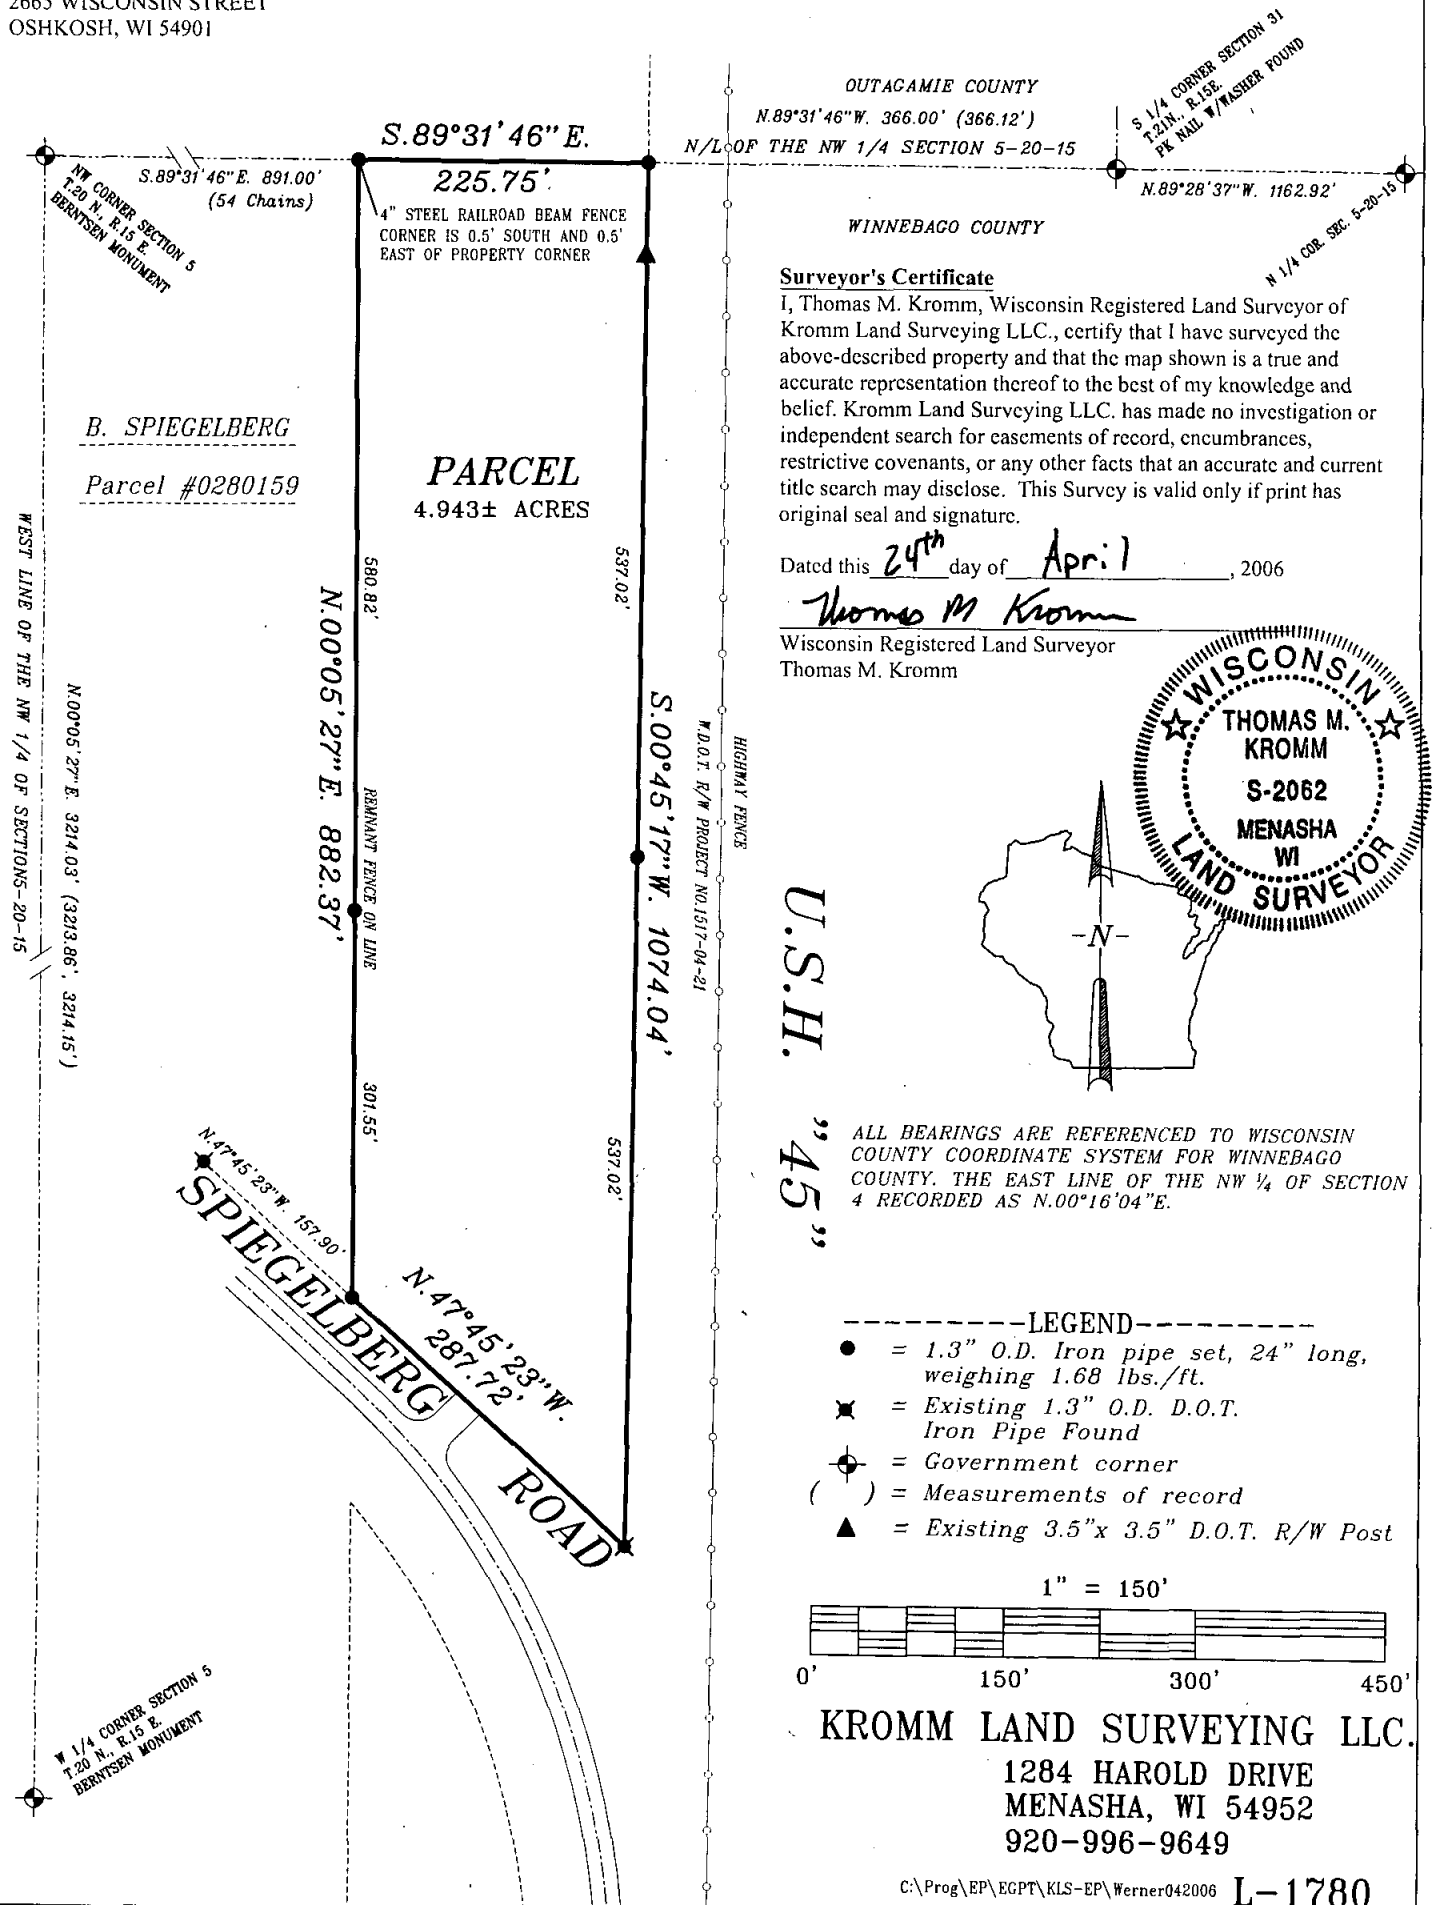 2665 WISCONSIN STREET
OSHKOSH, WI 54901
OUTAGAMIE COUNTY
N.89°31'46"W. 366.00' (366.12')
N/L OF THE NW 1/4 SECTION 5-20-15
S 1/4 CORNER SECTION 31
T.21N., R.15E.
PK NAIL W/WASHER FOUND
S.89°31'46"E.
225.75'
S.89°31'46"E. 891.00'
(54 Chains)
NW CORNER SECTION 5
T.20 N., R.15 E.
BERNTSEN MONUMENT
4" STEEL RAILROAD BEAM FENCE
CORNER IS 0.5' SOUTH AND 0.5'
EAST OF PROPERTY CORNER
N.89°28'37"W. 1162.92'
N 1/4 COR. SEC. 5-20-15
WINNEBAGO COUNTY
Surveyor's Certificate
I, Thomas M. Kromm, Wisconsin Registered Land Surveyor of
Kromm Land Surveying LLC., certify that I have surveyed the
above-described property and that the map shown is a true and
accurate representation thereof to the best of my knowledge and
belief. Kromm Land Surveying LLC. has made no investigation or
independent search for easements of record, encumbrances,
restrictive covenants, or any other facts that an accurate and current
title search may disclose. This Survey is valid only if print has
original seal and signature.
Dated this 24th day of April, 2006
Thomas M Kromm
Wisconsin Registered Land Surveyor
Thomas M. Kromm
WISCONSIN
THOMAS M.
KROMM
S-2062
MENASHA
WI
LAND SURVEYOR
B. SPIEGELBERG
Parcel #0280159
PARCEL
4.943± ACRES
WEST LINE OF THE NW 1/4 OF SECTION5-20-15
N.00°05'27"E. 3214.03' (3213.86', 3214.15')
N.00°05'27"E. 882.37'
580.82'
REMNANT FENCE ON LINE
301.55'
537.02'
S.00°45'17"W. 1074.04'
537.02'
W.D.O.T. R/W PROJECT NO.1517-04-21
HIGHWAY FENCE
U.S.H. "45"
-N-
ALL BEARINGS ARE REFERENCED TO WISCONSIN
COUNTY COORDINATE SYSTEM FOR WINNEBAGO
COUNTY. THE EAST LINE OF THE NW ¼ OF SECTION
4 RECORDED AS N.00°16'04"E.
N.47°45'23"W. 157.90'
SPIEGELBERG ROAD
N.47°45'23"W.
287.72'
LEGEND
= 1.3" O.D. Iron pipe set, 24" long,
weighing 1.68 lbs./ft.
= Existing 1.3" O.D. D.O.T.
Iron Pipe Found
= Government corner
( ) = Measurements of record
= Existing 3.5"x 3.5" D.O.T. R/W Post
1" = 150'
0' 150' 300' 450'
W 1/4 CORNER SECTION 5
T.20 N., R.15 E.
BERNTSEN MONUMENT
KROMM LAND SURVEYING LLC.
1284 HAROLD DRIVE
MENASHA, WI 54952
920-996-9649
C:\Prog\EP\EGPT\KLS-EP\Werner042006 L-1780